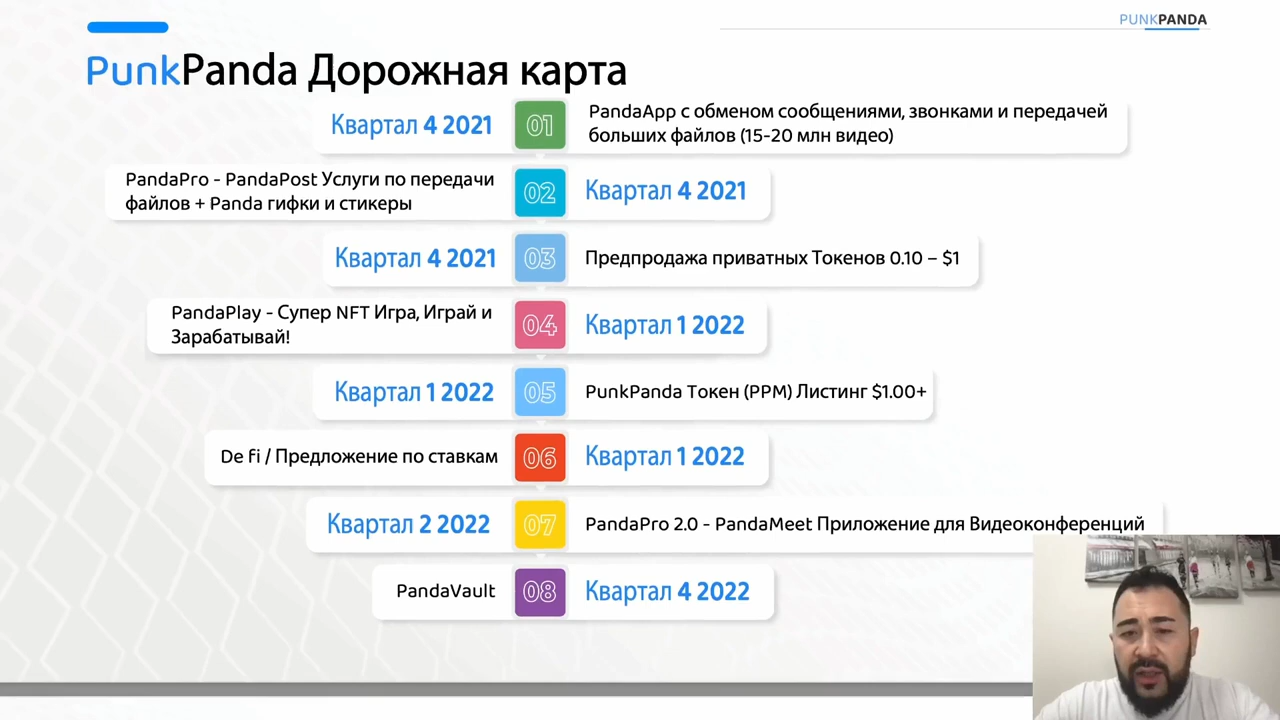 PUNKPANDA
PunkPanda Дорожная карта
Квартал 4 2021
01
PandaApp с обменом сообщениями, звонками и передачей
больших файлов (15-20 млн видео)
PandaPro - PandaPost Услуги по передачи
файлов + Panda гифки и стикеры
02
Квартал 4 2021
Квартал 4 2021
03
Предпродажа приватных Токенов 0.10 – $1
PandaPlay - Супер NFT Игра, Играй и
Зарабатывай!
04
Квартал 1 2022
Квартал 1 2022
05
PunkPanda Токен (PPM) Листинг $1.00+
De fi / Предложение по ставкам
06
Квартал 1 2022
Квартал 2 2022
07
PandaPro 2.0 - PandaMeet Приложение для Видеоконференций
PandaVault
08
Квартал 4 2022